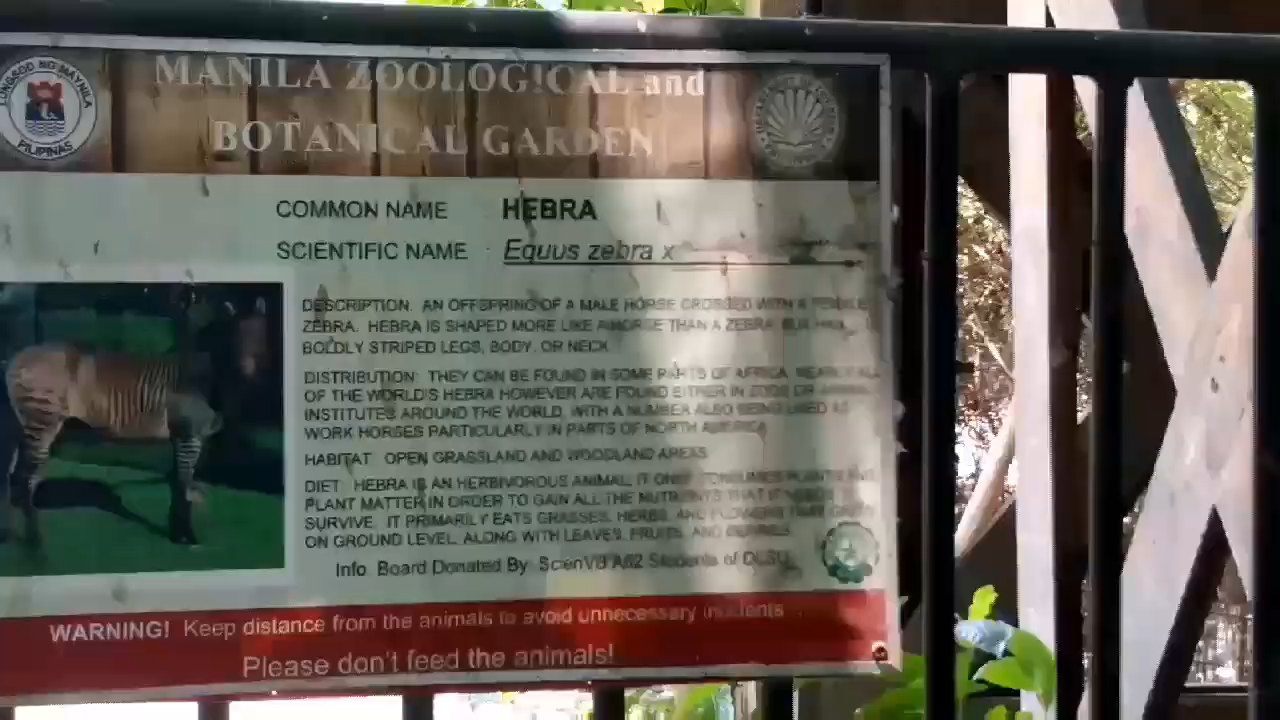 LUNGSOD NG MAYNILA
PILIPINAS
MANILA ZOOLOGICAL and
BOTANICAL GARDEN
COMMON NAME HEBRA
SCIENTIFIC NAME : Equus zebra x
DESCRIPTION: AN OFFSPRING OF A MALE HORSE CROSSED WITH A FEMALE
ZEBRA. HEBRA IS SHAPED MORE LIKE A HORSE THAN A ZEBRA BUT HAS
BOLDLY STRIPED LEGS, BODY, OR NECK.
DISTRIBUTION: THEY CAN BE FOUND IN SOME PARTS OF AFRICA. NEARLY ALL
OF THE WORLD'S HEBRA HOWEVER ARE FOUND EITHER IN ZOOS OR ANIMAL
INSTITUTES AROUND THE WORLD, WITH A NUMBER ALSO BEING USED AS
WORK HORSES PARTICULARLY IN PARTS OF NORTH AMERICA.
HABITAT: OPEN GRASSLAND AND WOODLAND AREAS.
DIET: HEBRA IS AN HERBIVOROUS ANIMAL, IT ONLY CONSUMES PLANTS AND
PLANT MATTER IN ORDER TO GAIN ALL THE NUTRIENTS THAT IT NEEDS TO
SURVIVE. IT PRIMARILY EATS GRASSES, HERBS, AND FLOWERS THAT GROW
ON GROUND LEVEL, ALONG WITH LEAVES, FRUITS, AND BERRIES.
Info. Board Donated By: ScienVB A62 Students of DLSU
WARNING! Keep distance from the animals to avoid unnecessary incidents
Please don't feed the animals!